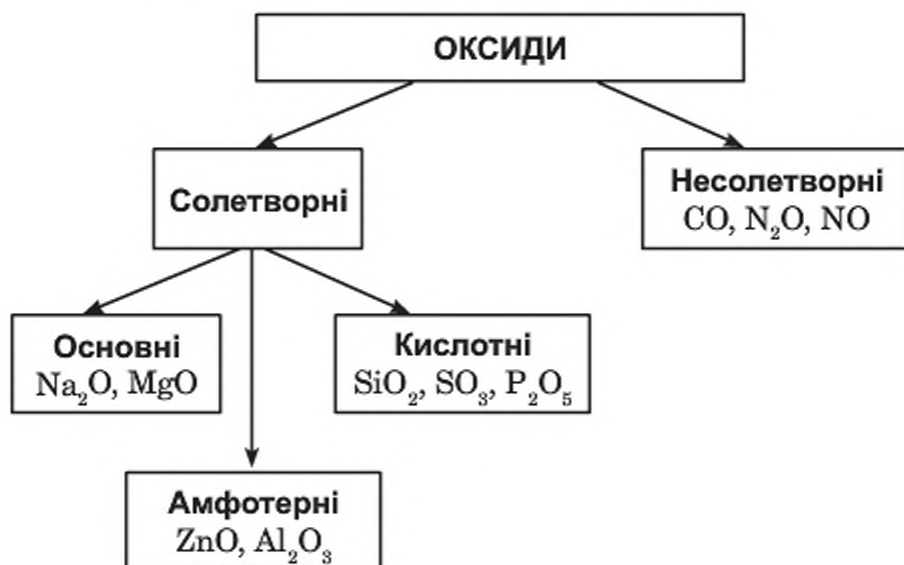 ОКСИДИ
Солетворні
Несолетворні
CO, N₂O, NO
Основні
Na₂O, MgO
Кислотні
SiO₂, SO₃, P₂O₅
Амфотерні
ZnO, Al₂O₃